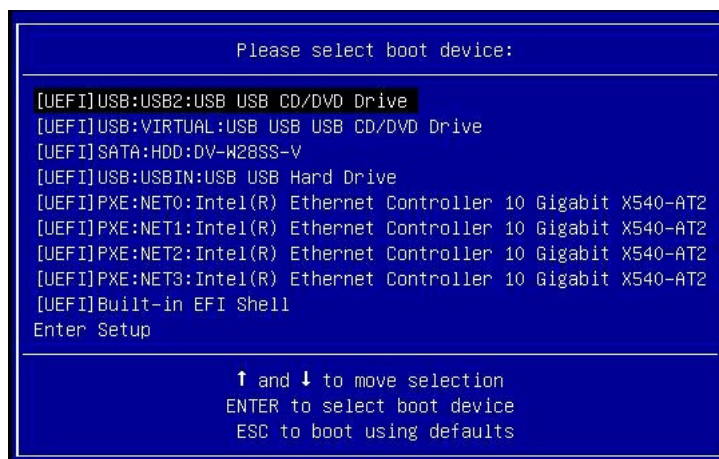 Please select boot device:
[UEFI]USB:USB2:USB USB CD/DVD Drive
[UEFI]USB:VIRTUAL:USB USB USB CD/DVD Drive
[UEFI]SATA:HDD:DV-W28SS-V
[UEFI]USB:USBIN:USB USB Hard Drive
[UEFI]PXE:NET0:Intel(R) Ethernet Controller 10 Gigabit X540-AT2
[UEFI]PXE:NET1:Intel(R) Ethernet Controller 10 Gigabit X540-AT2
[UEFI]PXE:NET2:Intel(R) Ethernet Controller 10 Gigabit X540-AT2
[UEFI]PXE:NET3:Intel(R) Ethernet Controller 10 Gigabit X540-AT2
[UEFI]Built-in EFI Shell
Enter Setup
↑ and ↓ to move selection
ENTER to select boot device
ESC to boot using defaults